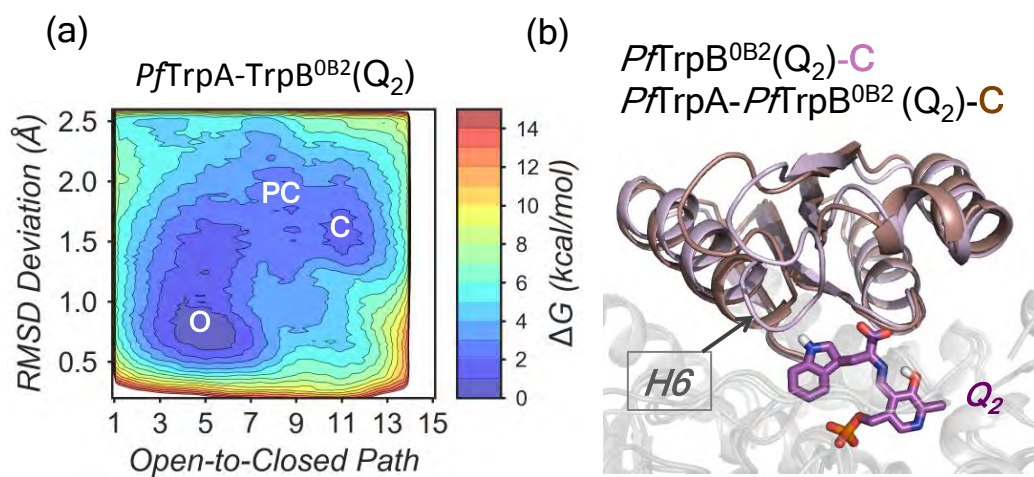 (a)
PfTrpA-TrpB⁰ᴮ²(Q₂)
RMSD Deviation (Å)
2.5
2.0
1.5
1.0
0.5
PC
C
O
1 3 5 7 9 11 13 15
Open-to-Closed Path
14
12
10
8
6
4
2
0
ΔG (kcal/mol)
(b)
PfTrpB⁰ᴮ²(Q₂)-C
PfTrpA-PfTrpB⁰ᴮ² (Q₂)-C
H6
Q₂